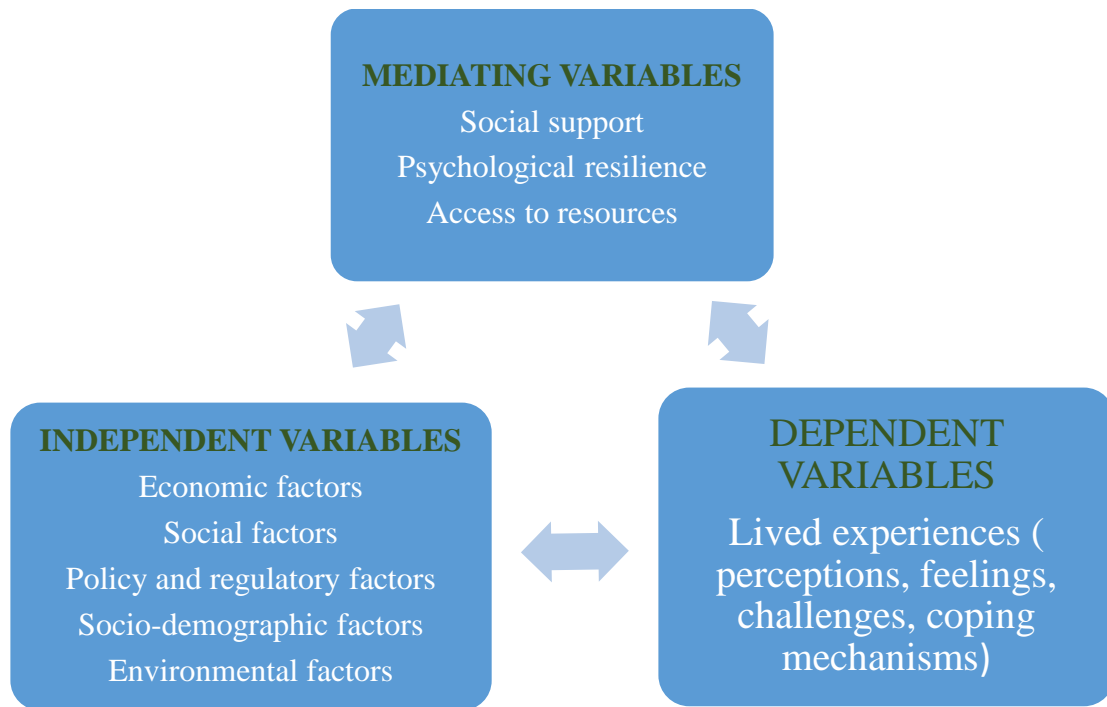 MEDIATING VARIABLES
Social support
Psychological resilience
Access to resources
INDEPENDENT VARIABLES
Economic factors
Social factors
Policy and regulatory factors
Socio-demographic factors
Environmental factors
DEPENDENT
VARIABLES
Lived experiences (
perceptions, feelings,
challenges, coping
mechanisms)